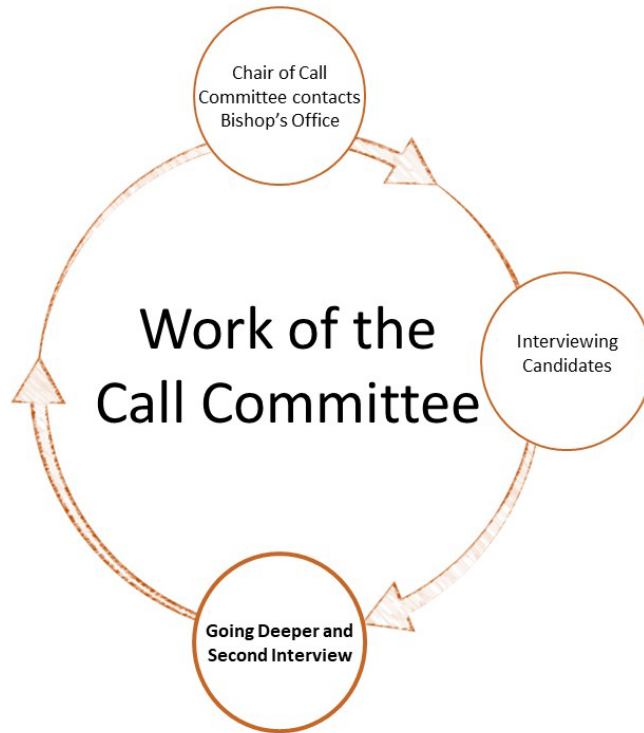 Chair of Call
Committee contacts
Bishop's Office
Work of the
Call Committee
Interviewing
Candidates
Going Deeper and
Second Interview